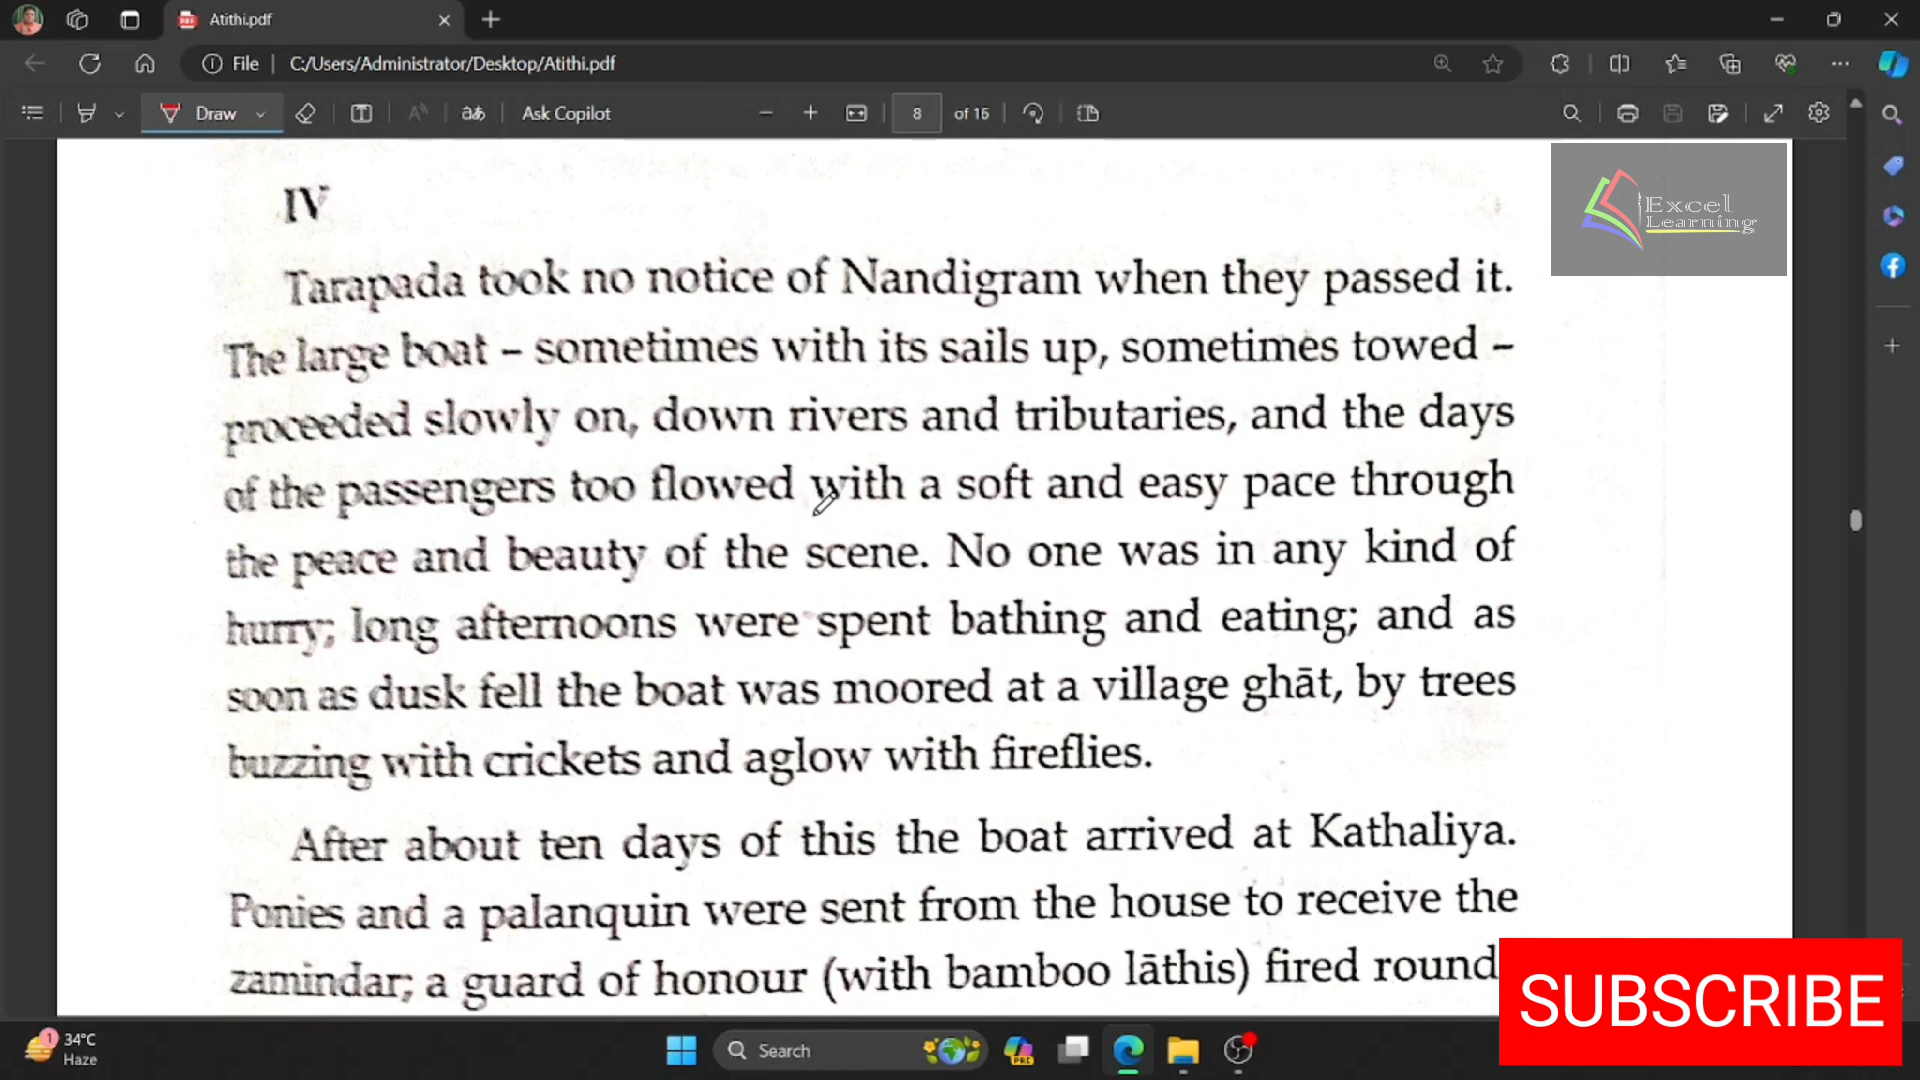 Atithi.pdf
File
C:/Users/Administrator/Desktop/Atithi.pdf
Draw
Ask Copilot
8
of 15
Excel
Learning
IV
Tarapada took no notice of Nandigram when they passed it.
The large boat – sometimes with its sails up, sometimes towed –
proceeded slowly on, down rivers and tributaries, and the days
of the passengers too flowed with a soft and easy pace through
the peace and beauty of the scene. No one was in any kind of
hurry; long afternoons were spent bathing and eating; and as
soon as dusk fell the boat was moored at a village ghāt, by trees
buzzing with crickets and aglow with fireflies.
After about ten days of this the boat arrived at Kathaliya.
Ponies and a palanquin were sent from the house to receive the
zamindar; a guard of honour (with bamboo lāthis) fired round
SUBSCRIBE
1
34°C
Haze
Search
PRE